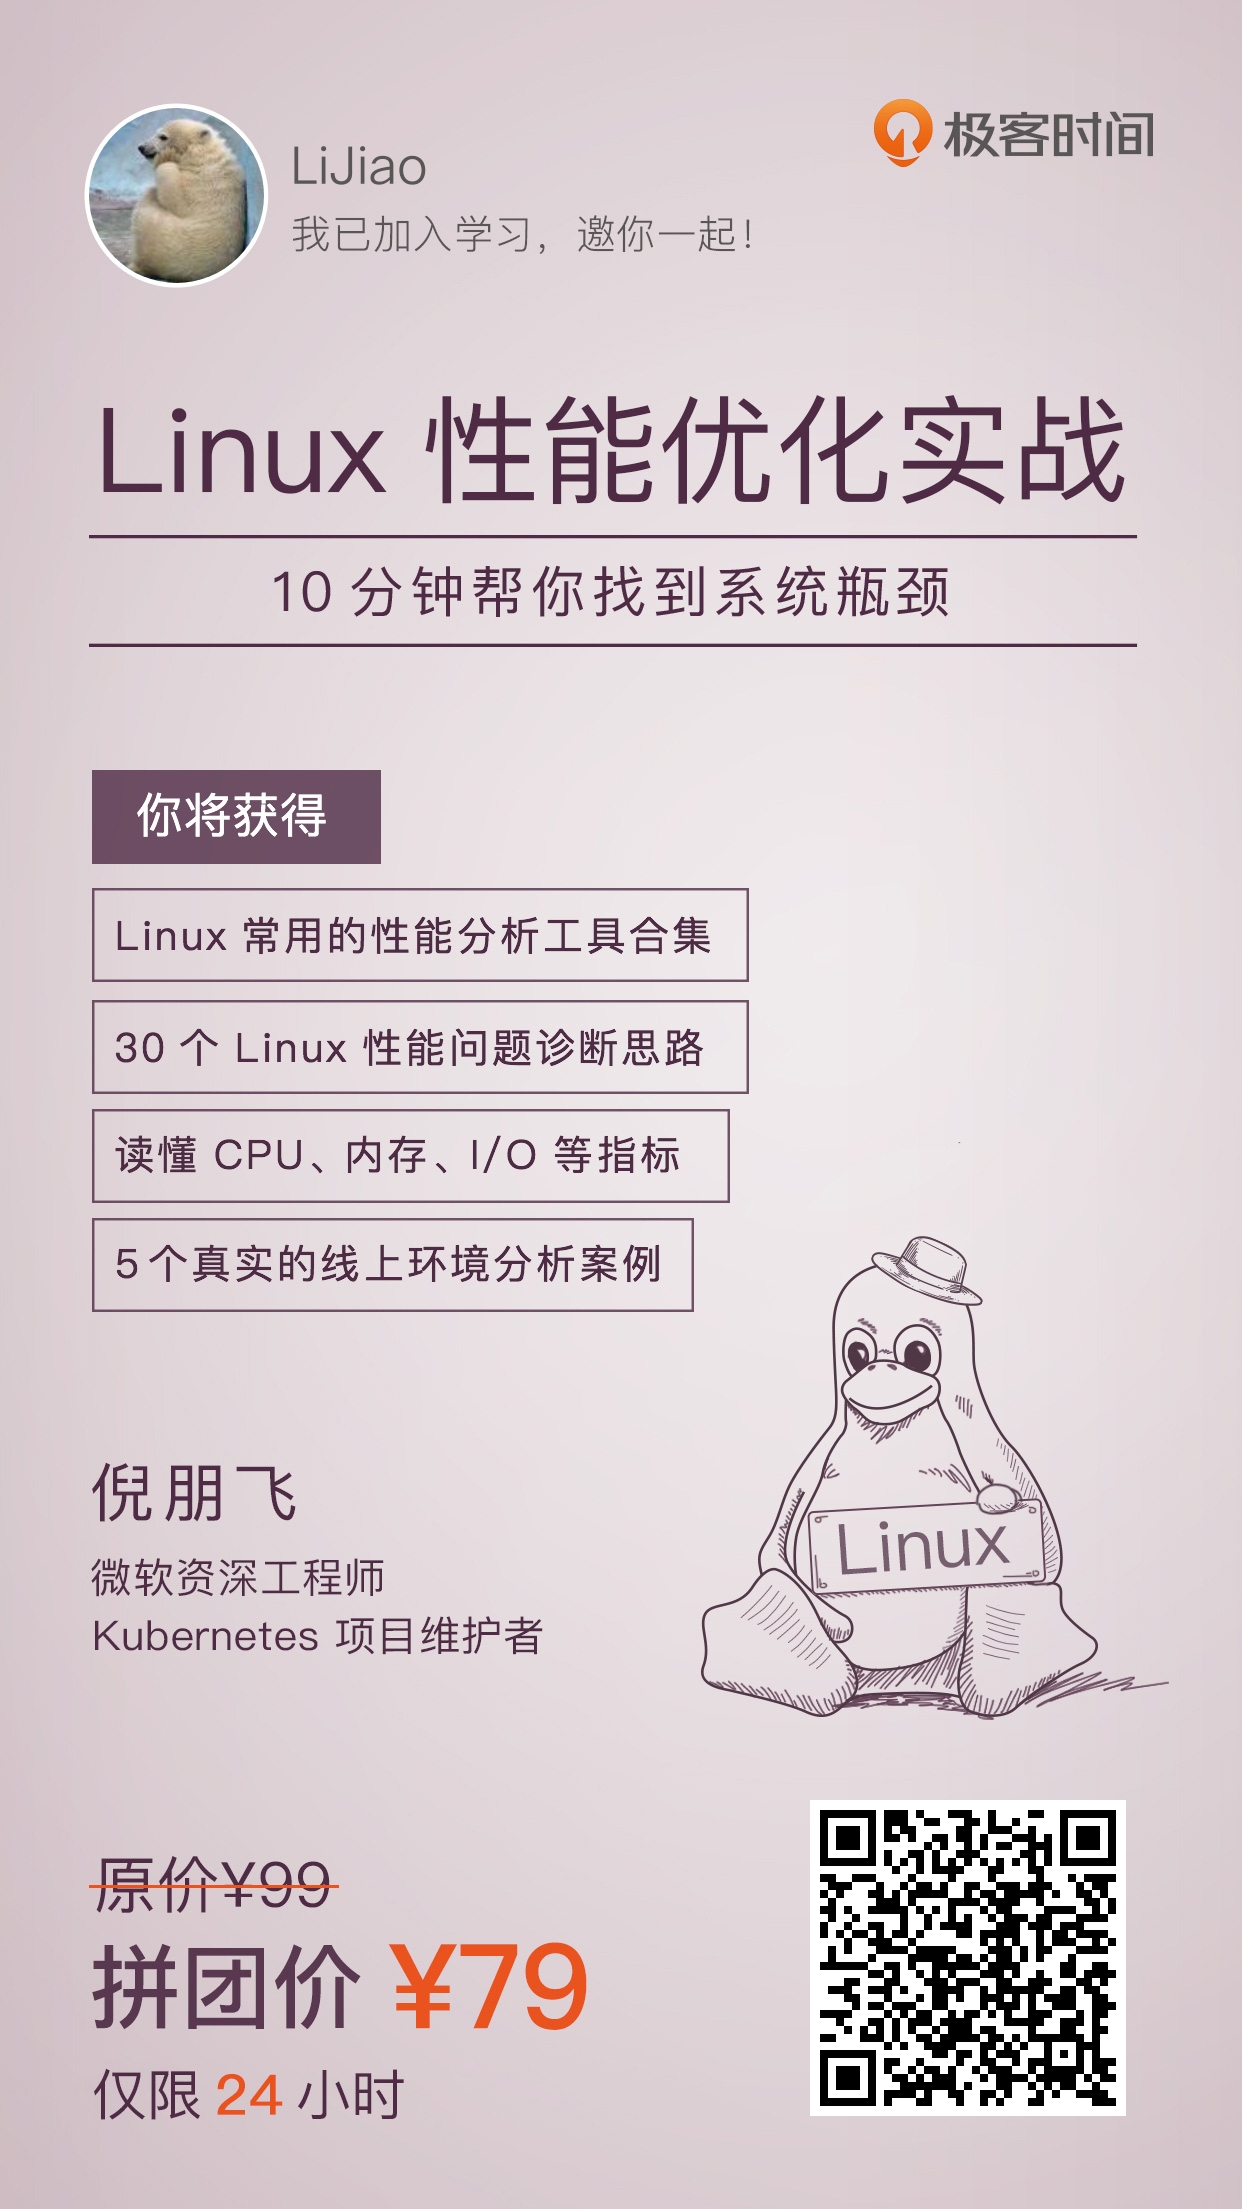 LiJiao
我已加入学习，邀你一起！
极客时间
Linux 性能优化实战
10 分钟帮你找到系统瓶颈
你将获得
Linux 常用的性能分析工具合集
30 个 Linux 性能问题诊断思路
读懂 CPU、内存、I/O 等指标
5 个真实的线上环境分析案例
倪朋飞
微软资深工程师
Kubernetes 项目维护者
Linux
原价¥99
拼团价 ¥79
仅限 24 小时